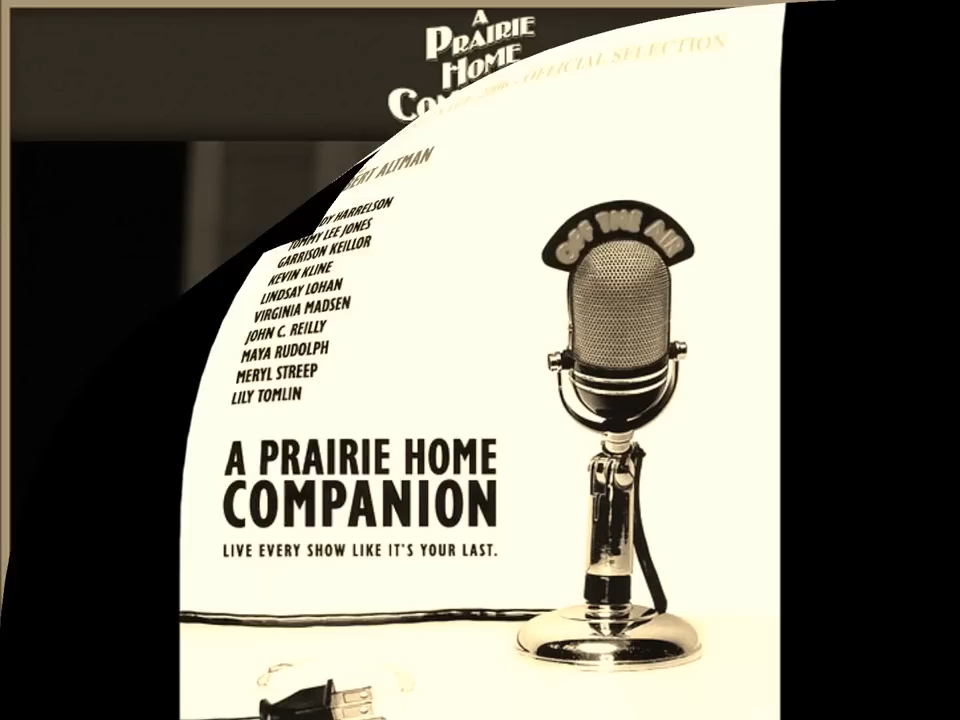 A
PRAIRIE
HOME
OFFICIAL SELECTION
ALTMAN
HARRELSON
TOMMY LEE JONES
GARRISON KEILLOR
KEVIN KLINE
LINDSAY LOHAN
VIRGINIA MADSEN
JOHN C. REILLY
MAYA RUDOLPH
MERYL STREEP
LILY TOMLIN
OFF THE AIR
A PRAIRIE HOME
COMPANION
LIVE EVERY SHOW LIKE IT'S YOUR LAST.